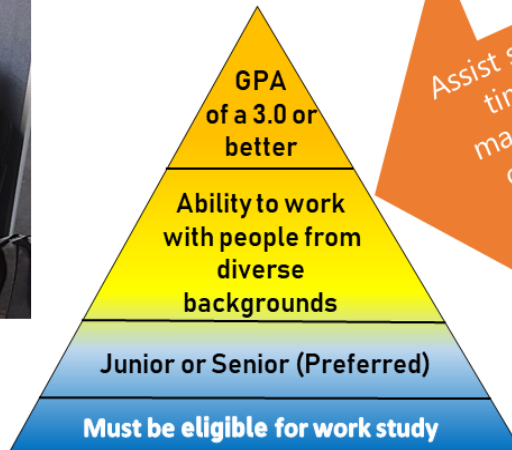 GPA
of a 3.0 or
better
Ability to work
with people from
diverse
backgrounds
Junior or Senior (Preferred)
Must be eligible for work study
Assist